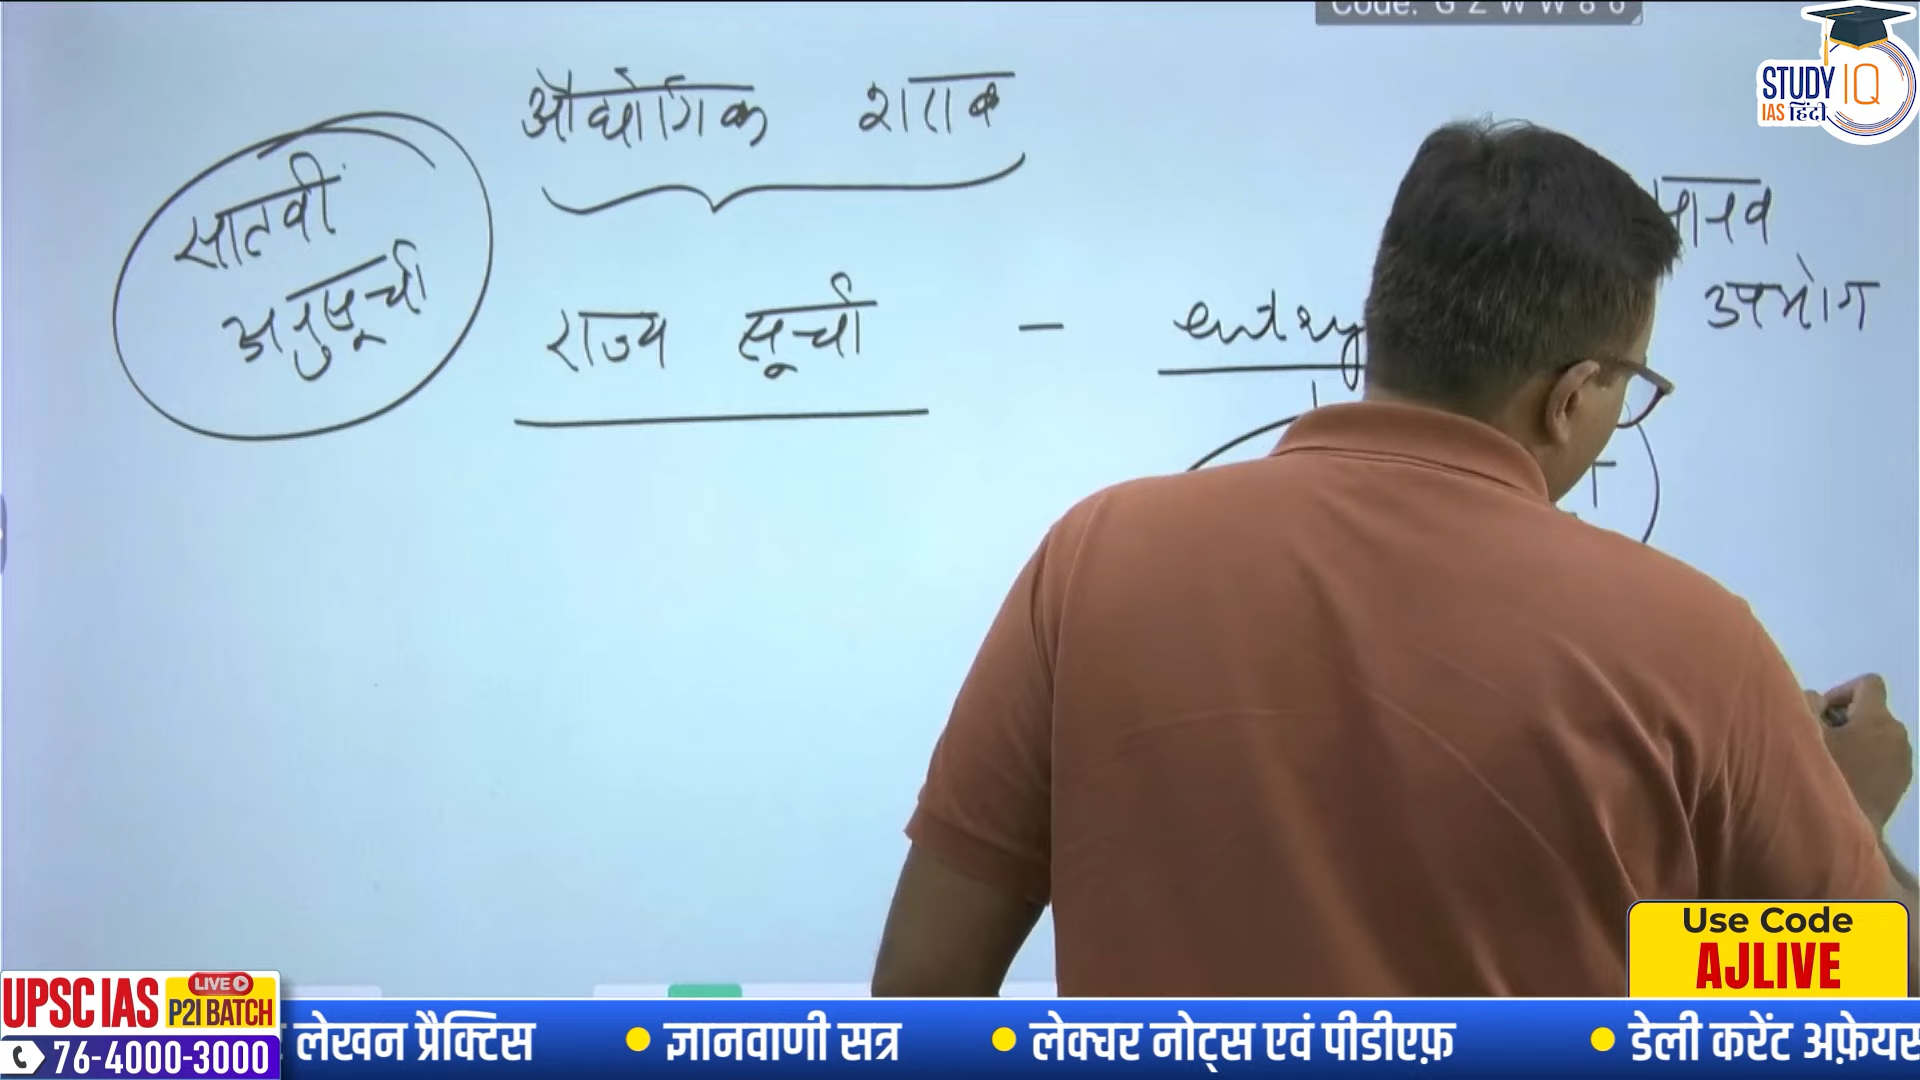 Code: G Z W W 8 6
STUDY IQ
IAS हिंदी
औद्योगिक शराब
सातवीं
अनुसूची
राज्य सूची - entry
मानव
उपभोग
Use Code
AJLIVE
UPSC IAS LIVE P2I BATCH
76-4000-3000
लेखन प्रैक्टिस • ज्ञानवाणी सत्र • लेक्चर नोट्स एवं पीडीएफ़ • डेली करेंट अफ़ेयर